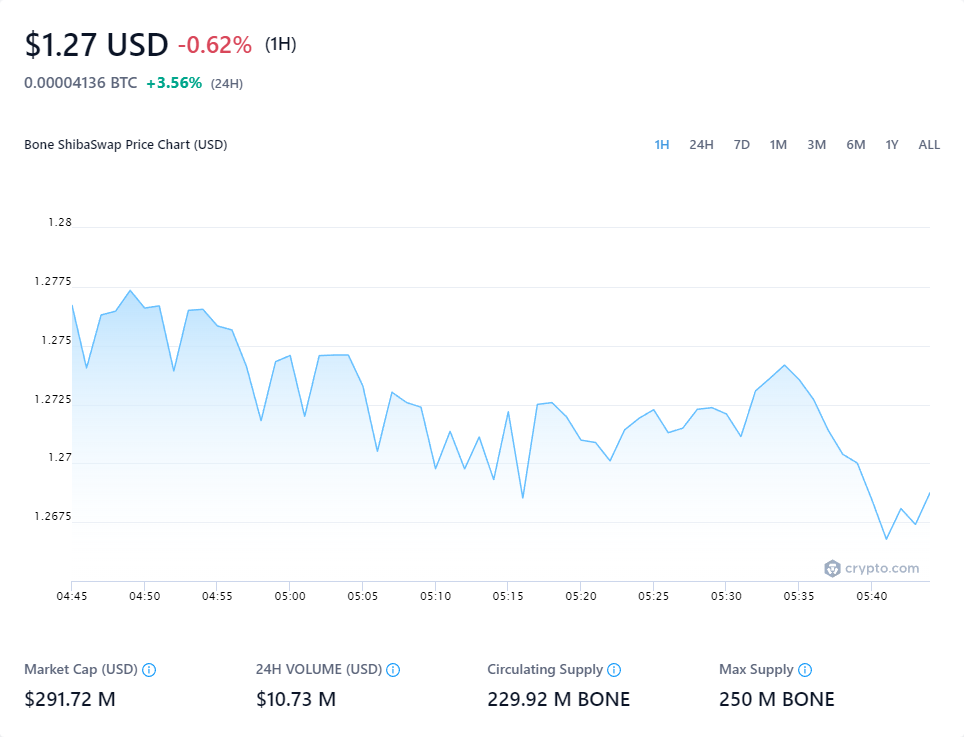 $1.27 USD -0.62% (1H)
0.00004136 BTC +3.56% (24H)
Bone ShibaSwap Price Chart (USD) 1H 24H 7D 1M 3M 6M 1Y ALL
1.28
1.2775
1.275
1.2725
1.27
1.2675
crypto.com
04:45 04:50 04:55 05:00 05:05 05:10 05:15 05:20 05:25 05:30 05:35 05:40
Market Cap (USD) 24H VOLUME (USD) Circulating Supply Max Supply
$291.72 M $10.73 M 229.92 M BONE 250 M BONE